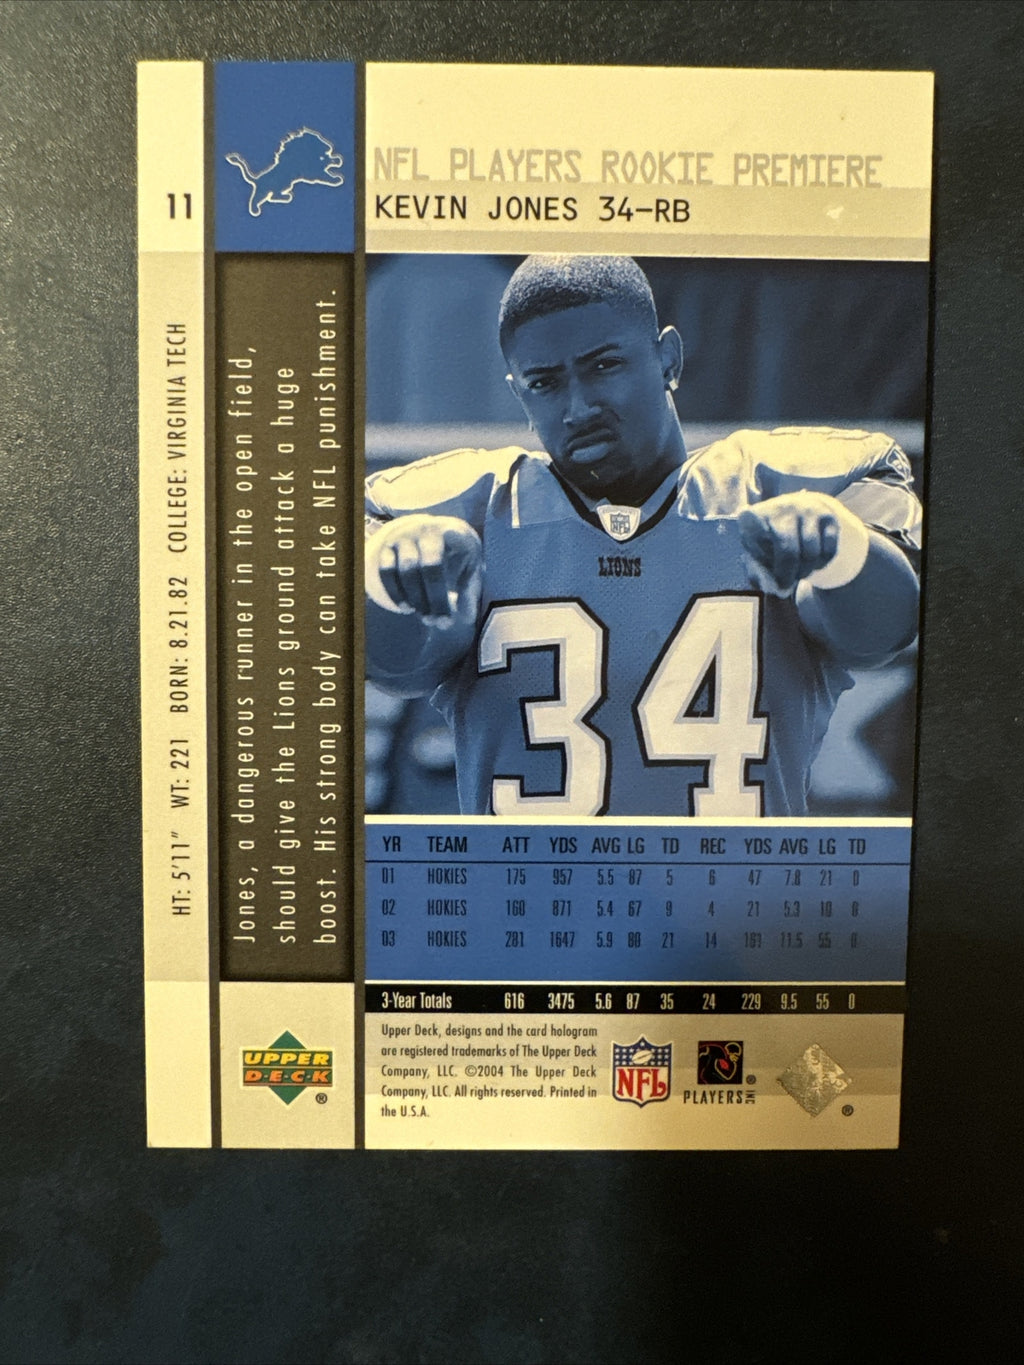 11
HT: 5'11" WT: 221 BORN: 8.21.82 COLLEGE: VIRGINIA TECH
Jones, a dangerous runner in the open field,
should give the Lions ground attack a huge
boost. His strong body can take NFL punishment.
NFL PLAYERS ROOKIE PREMIERE
KEVIN JONES 34-RB
NFL
LIONS
34
YR TEAM ATT YDS AVG LG TD REC YDS AVG LG TD
01 HOKIES 175 957 5.5 87 5 6 47 7.8 21 0
02 HOKIES 160 871 5.4 67 9 4 21 5.3 10 0
03 HOKIES 281 1647 5.9 80 21 14 161 11.5 55 0
3-Year Totals 616 3475 5.6 87 35 24 229 9.5 55 0
UPPER
D·E·C·K
®
Upper Deck, designs and the card hologram
are registered trademarks of The Upper Deck
Company, LLC. ©2004 The Upper Deck
Company, LLC. All rights reserved. Printed in
the U.S.A.
NFL
PLAYERS INC ®
®